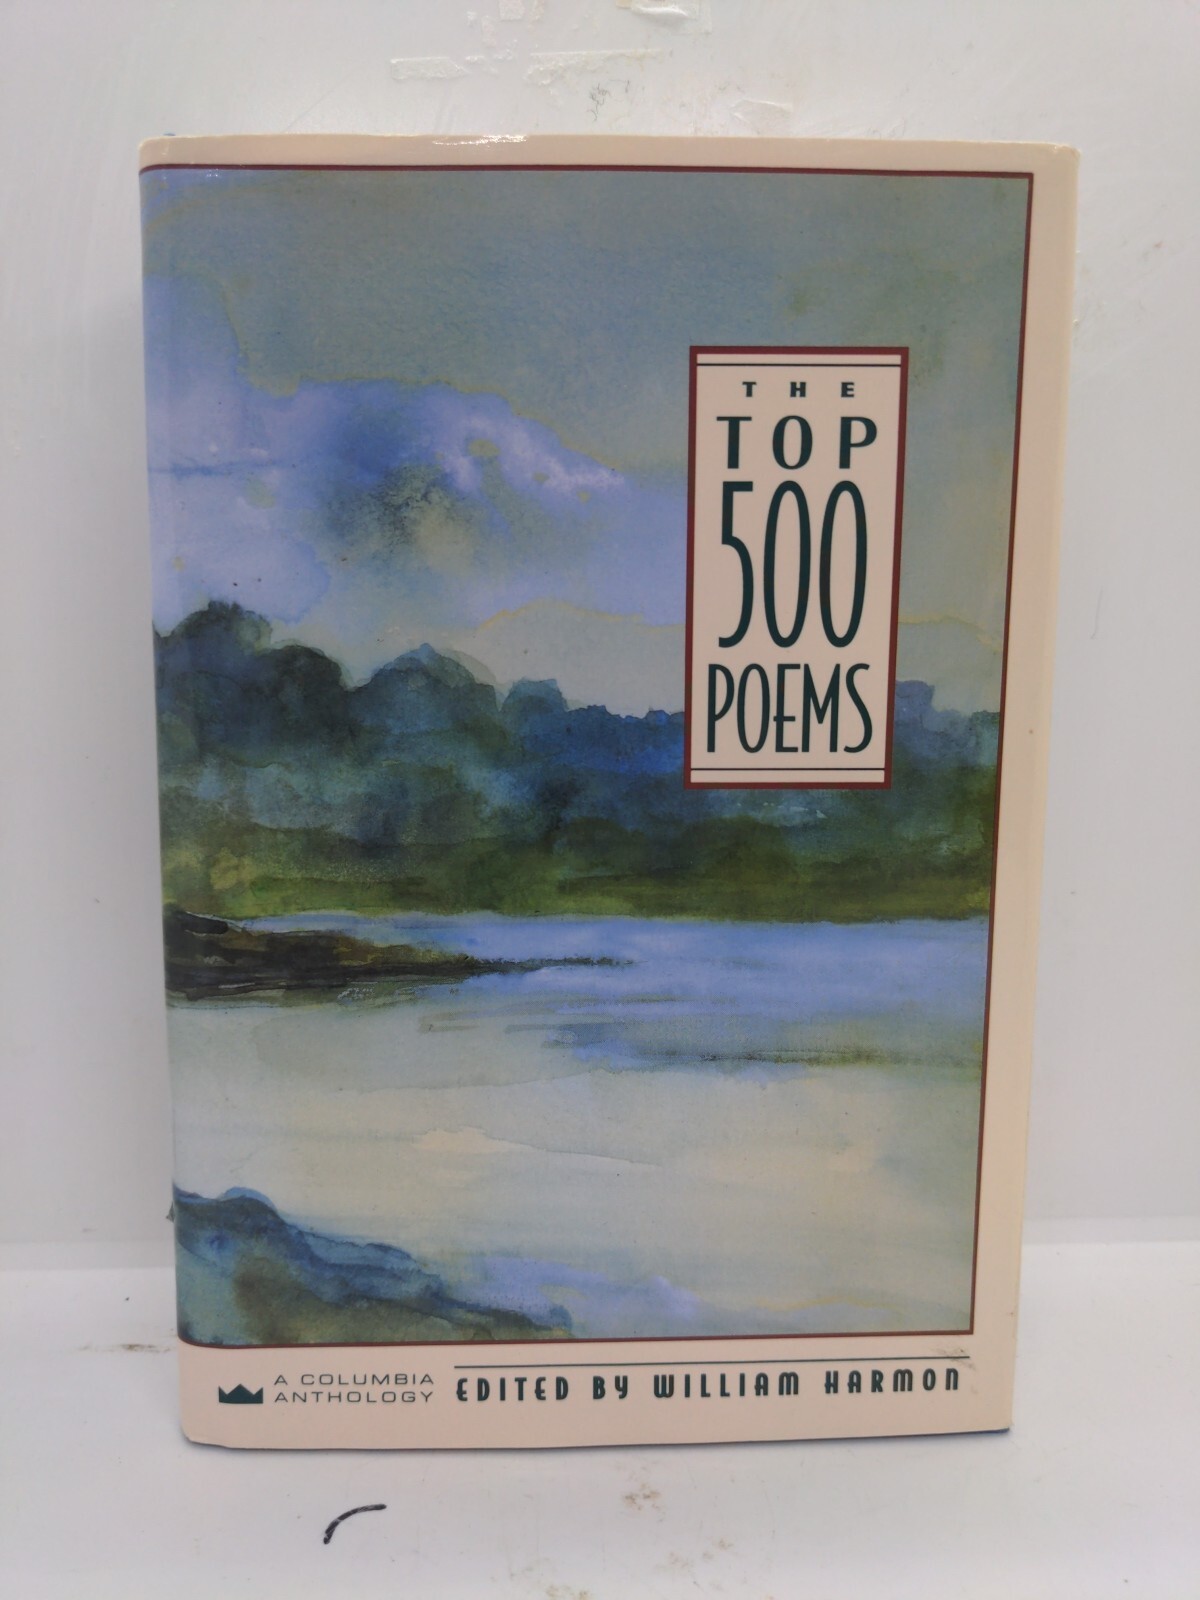 THE
TOP
500
POEMS
A COLUMBIA
ANTHOLOGY
EDITED BY WILLIAM HARMON